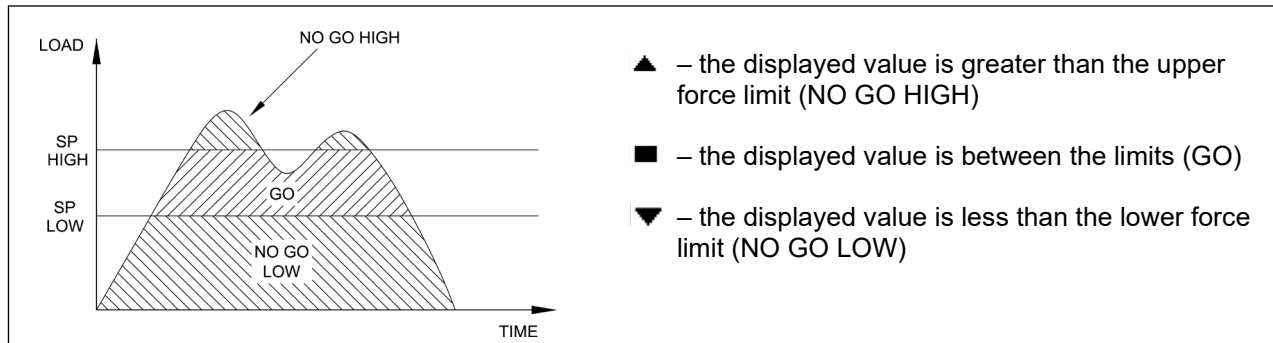 LOAD
NO GO HIGH
SP
HIGH
GO
SP
LOW
NO GO
LOW
TIME
▲ – the displayed value is greater than the upper
force limit (NO GO HIGH)
■ – the displayed value is between the limits (GO)
▼ – the displayed value is less than the lower force
limit (NO GO LOW)